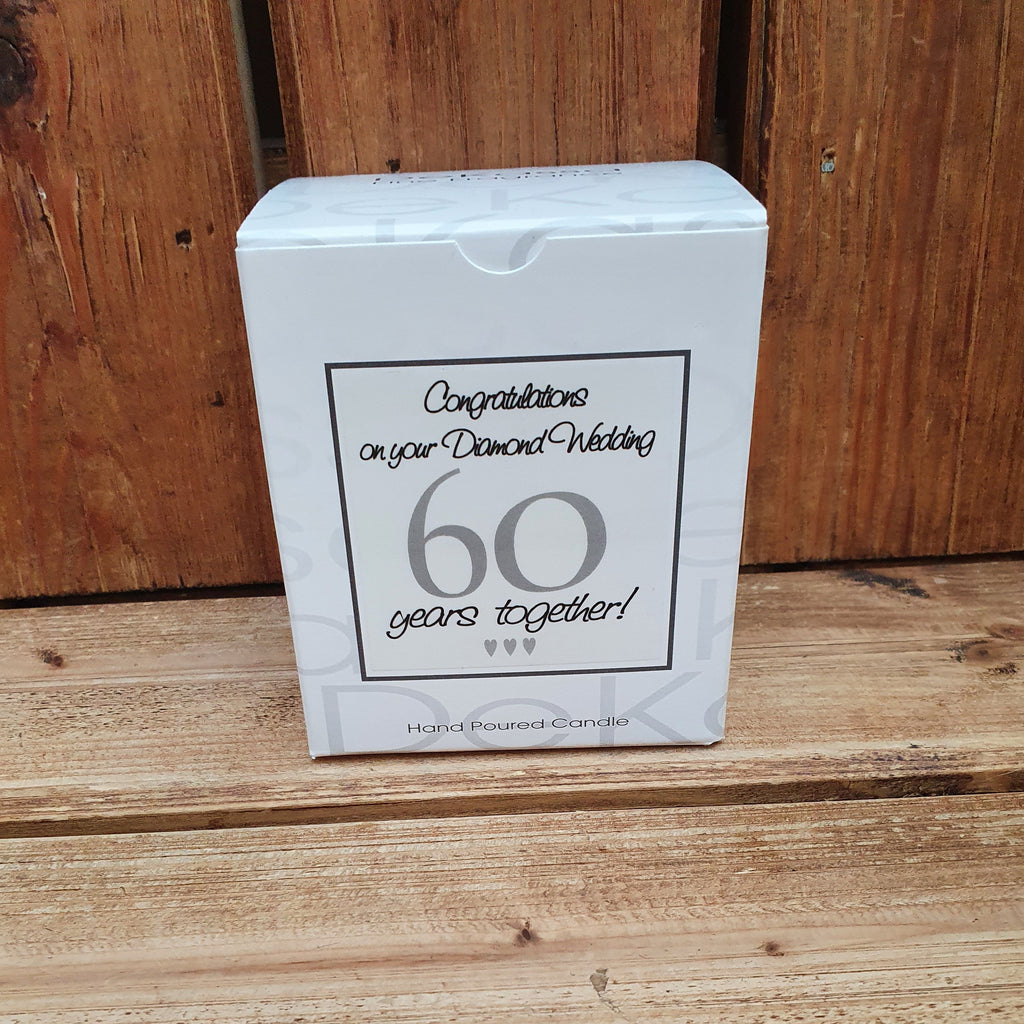 Congratulations
on your Diamond Wedding
60
years together!
Hand Poured Candle